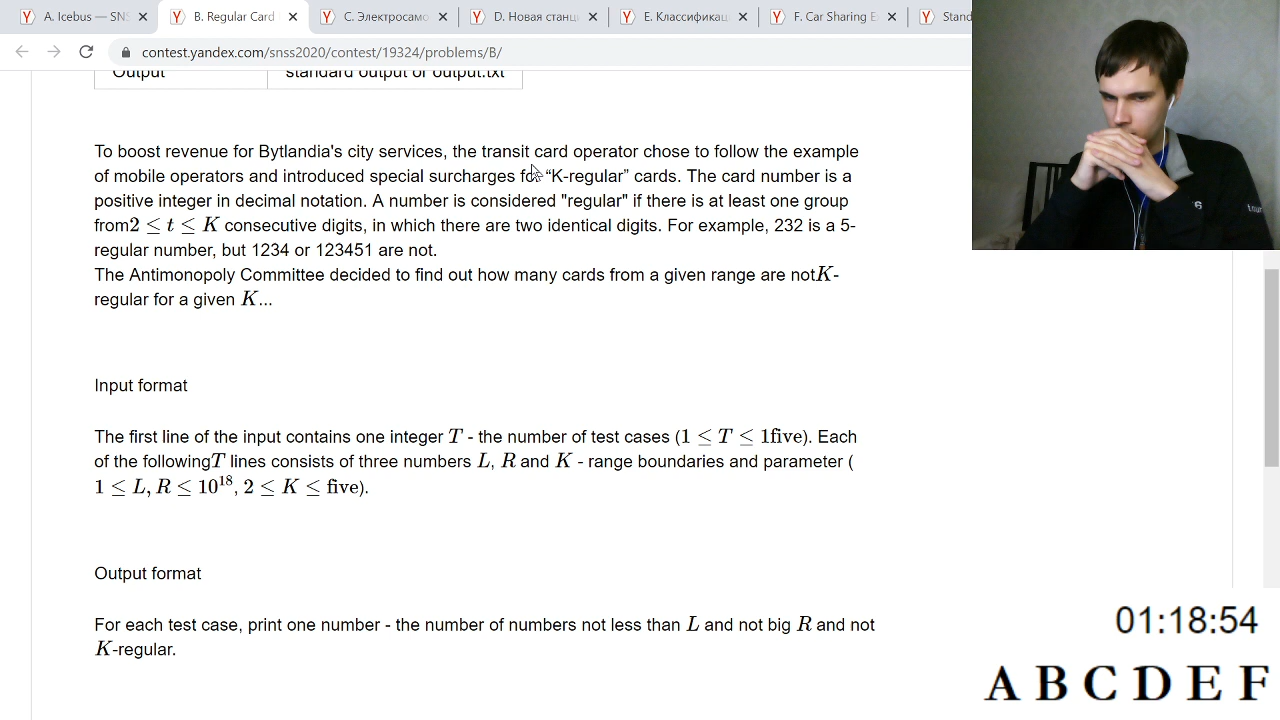 A. Icebus — SNS
B. Regular Card
C. Электросамо
D. Новая станц
E. Классификац
F. Car Sharing E
Stand
contest.yandex.com/snss2020/contest/19324/problems/B/
Output standard output or output.txt
To boost revenue for Bytlandia's city services, the transit card operator chose to follow the example
of mobile operators and introduced special surcharges for “K-regular” cards. The card number is a
positive integer in decimal notation. A number is considered "regular" if there is at least one group
from2 ≤ t ≤ K consecutive digits, in which there are two identical digits. For example, 232 is a 5-
regular number, but 1234 or 123451 are not.
The Antimonopoly Committee decided to find out how many cards from a given range are notK-
regular for a given K...
Input format
The first line of the input contains one integer T - the number of test cases (1 ≤ T ≤ 1five). Each
of the followingT lines consists of three numbers L, R and K - range boundaries and parameter (
1 ≤ L, R ≤ 10^18, 2 ≤ K ≤ five).
Output format
For each test case, print one number - the number of numbers not less than L and not big R and not
K-regular.
01:18:54
A B C D E F